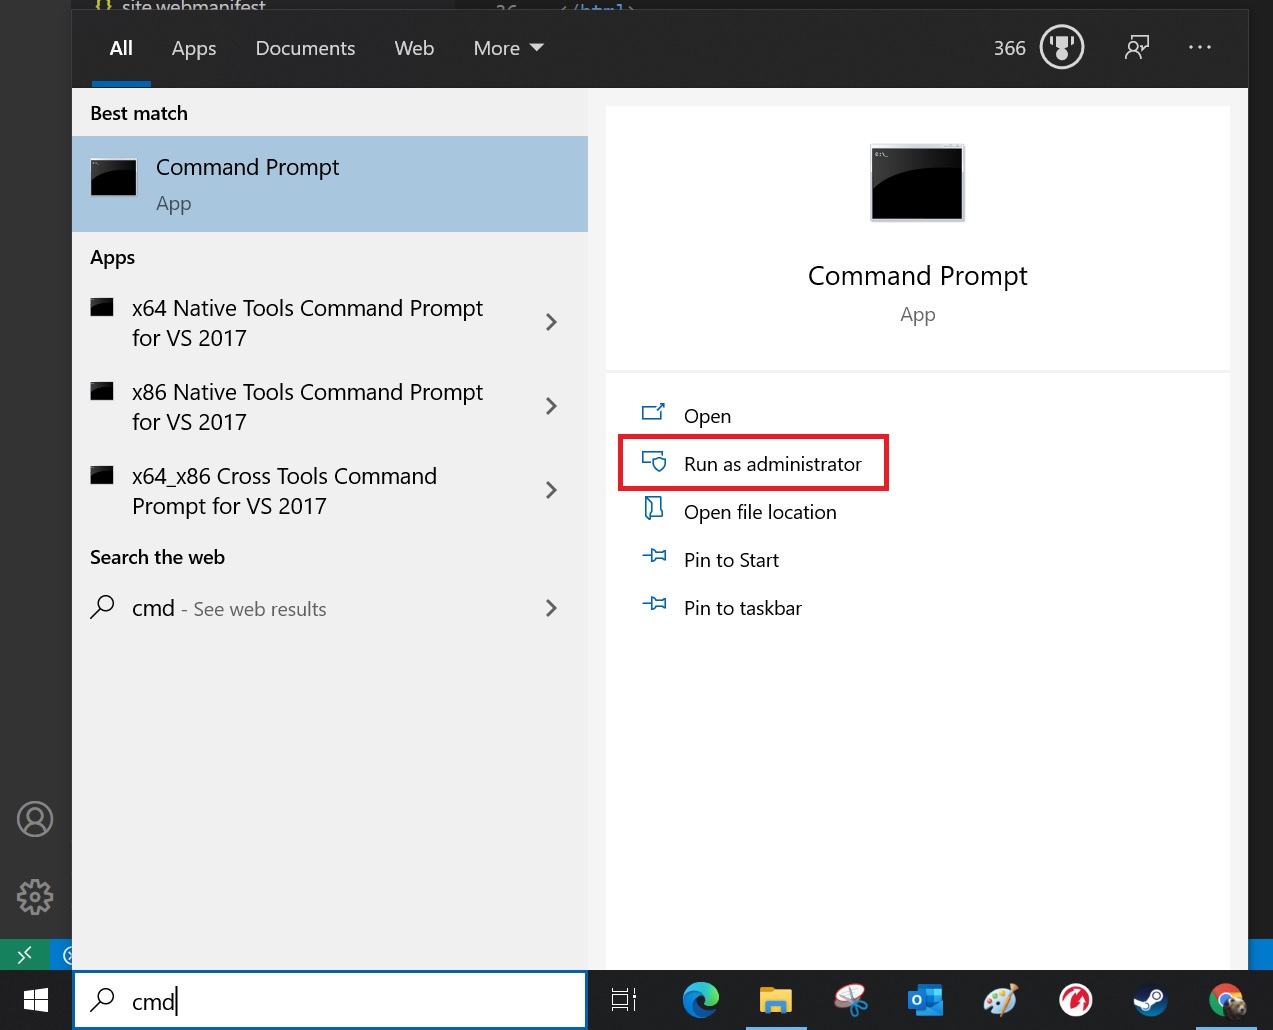 site.webmanifest
All Apps Documents Web More 366
Best match
Command Prompt
App
Apps
x64 Native Tools Command Prompt
for VS 2017
x86 Native Tools Command Prompt
for VS 2017
x64_x86 Cross Tools Command
Prompt for VS 2017
Search the web
cmd - See web results
Command Prompt
App
Open
Run as administrator
Open file location
Pin to Start
Pin to taskbar
cmd